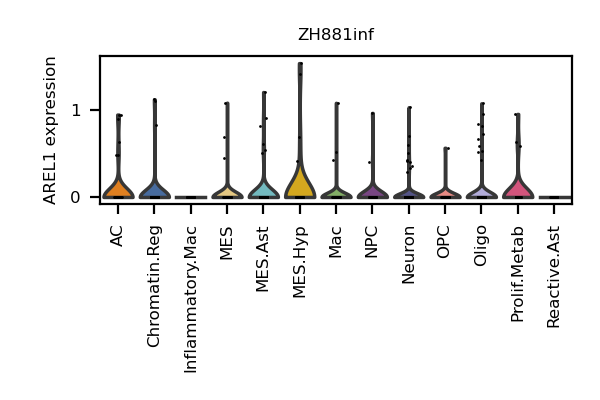 ZH881inf
AREL1 expression
1
0
AC
Chromatin.Reg
Inflammatory.Mac
MES
MES.Ast
MES.Hyp
Mac
NPC
Neuron
OPC
Oligo
Prolif.Metab
Reactive.Ast